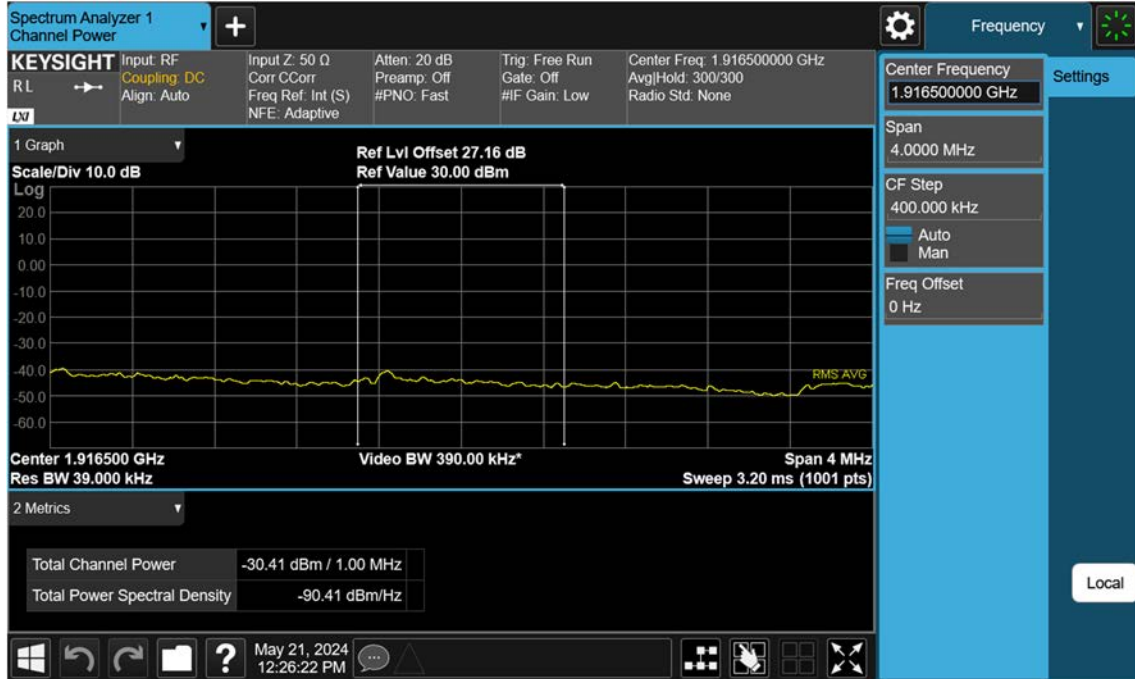 Spectrum Analyzer 1
Channel Power
Frequency
KEYSIGHT
RL
LXI
Input: RF
Coupling: DC
Align: Auto
Input Z: 50 Ω
Corr CCorr
Freq Ref: Int (S)
NFE: Adaptive
Atten: 20 dB
Preamp: Off
#PNO: Fast
Trig: Free Run
Gate: Off
#IF Gain: Low
Center Freq: 1.916500000 GHz
Avg|Hold: 300/300
Radio Std: None
Center Frequency
1.916500000 GHz
Settings
Span
4.0000 MHz
CF Step
400.000 kHz
Auto
Man
Freq Offset
0 Hz
Local
1 Graph
Scale/Div 10.0 dB
Ref Lvl Offset 27.16 dB
Ref Value 30.00 dBm
Log
20.0
10.0
0.00
-10.0
-20.0
-30.0
-40.0
-50.0
-60.0
RMS AVG
Center 1.916500 GHz
Video BW 390.00 kHz*
Span 4 MHz
Res BW 39.000 kHz
Sweep 3.20 ms (1001 pts)
2 Metrics
Total Channel Power -30.41 dBm / 1.00 MHz
Total Power Spectral Density -90.41 dBm/Hz
?
May 21, 2024
12:26:22 PM